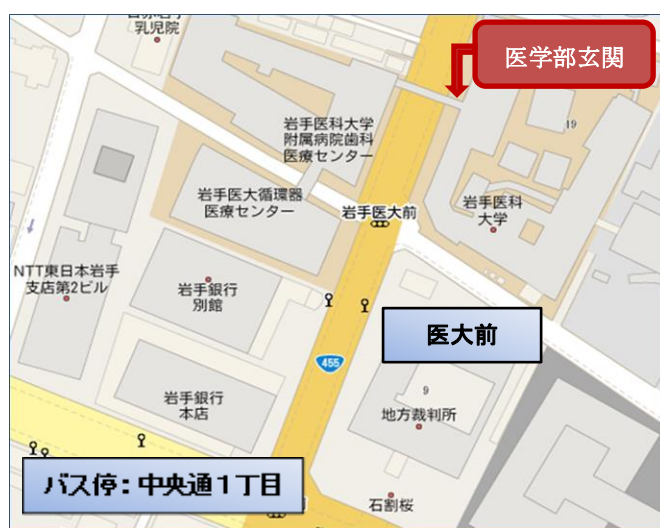 乳児院
医学部玄関
岩手医科大学
附属病院歯科
医療センター
19
岩手医大循環器
医療センター
岩手医大前
岩手医科
大学
NTT東日本岩手
支店第2ビル
岩手銀行
別館
医大前
455
岩手銀行
本店
9
地方裁判所
バス停：中央通１丁目
石割桜